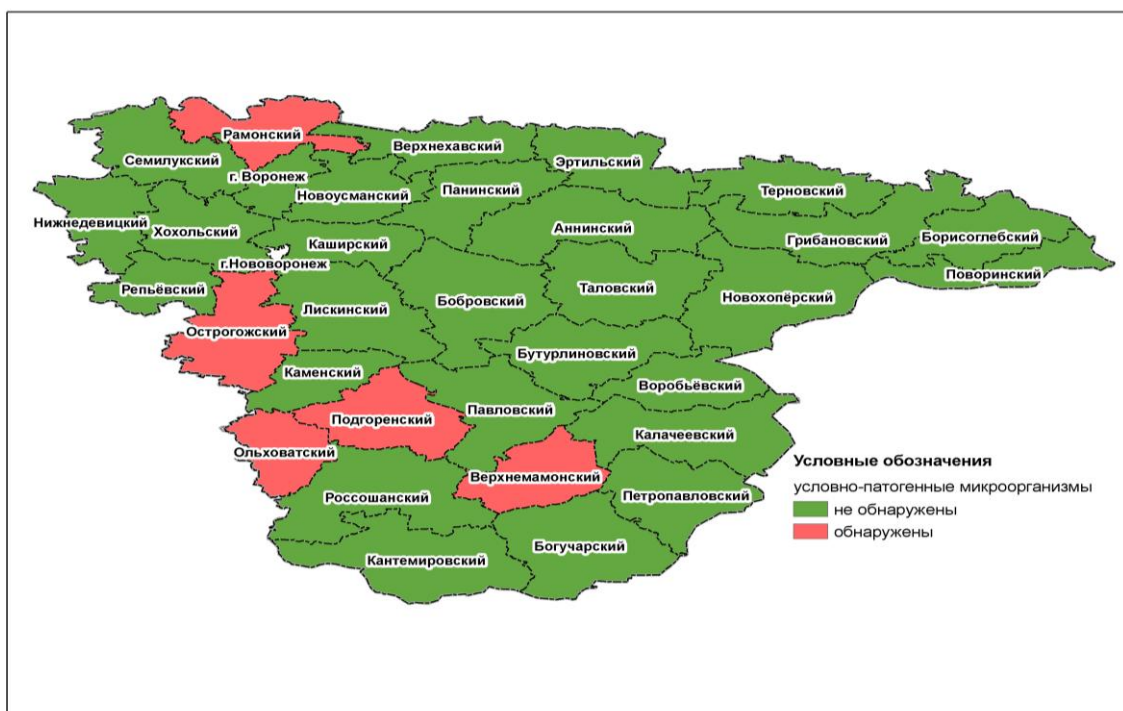 Рамонский
Верхнехавский
Семилукский
Эртильский
г. Воронеж
Панинский
Терновский
Новоусманский
Нижнедевицкий
Хохольский
Аннинский
Каширский
Грибановский
Борисоглебский
г.Нововоронеж
Поворинский
Репьёвский
Таловский
Новохопёрский
Бобровский
Лискинский
Острогожский
Бутурлиновский
Каменский
Воробьёвский
Павловский
Подгоренский
Калачеевский
Ольховатский
Верхнемамонский
Россошанский
Петропавловский
Богучарский
Кантемировский
Условные обозначения
условно-патогенные микроорганизмы
не обнаружены
обнаружены